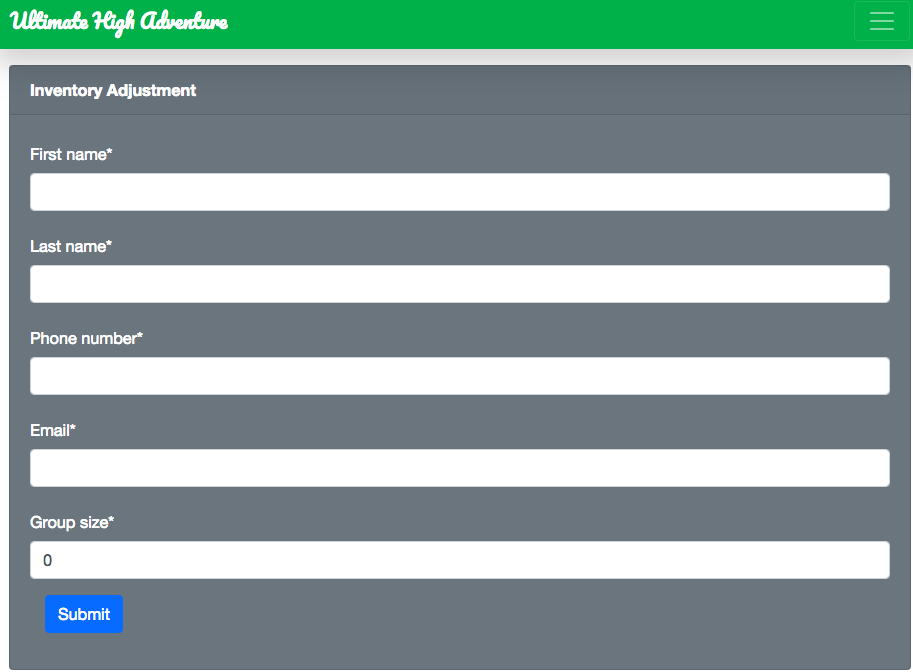 Ultimate High Adventure
Inventory Adjustment
First name*
Last name*
Phone number*
Email*
Group size*
0
Submit